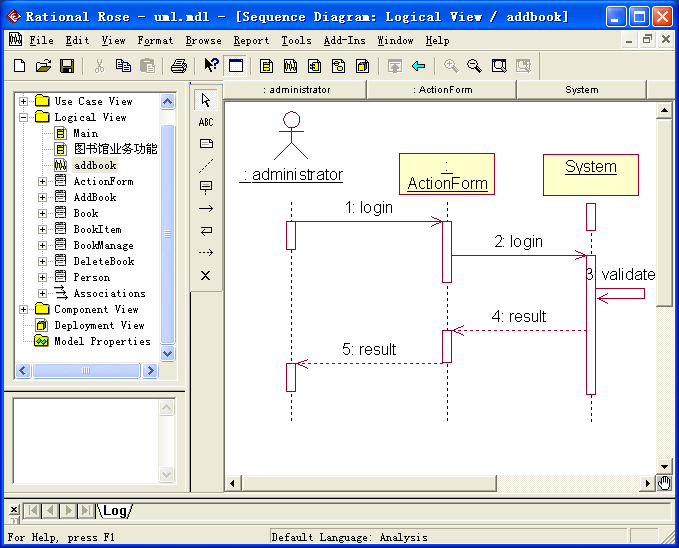 Rational Rose - uml.mdl - [Sequence Diagram: Logical View / addbook]
File Edit View Format Browse Report Tools Add-Ins Window Help
Use Case View
Logical View
Main
图书馆业务功能
addbook
ActionForm
AddBook
Book
BookItem
BookManage
DeleteBook
Person
Associations
Component View
Deployment View
Model Properties
ABC
: administrator
: ActionForm
System
: administrator
:
ActionForm
System
1: login
2: login
3: validate
4: result
5: result
Log
For Help, press F1
Default Language: Analysis